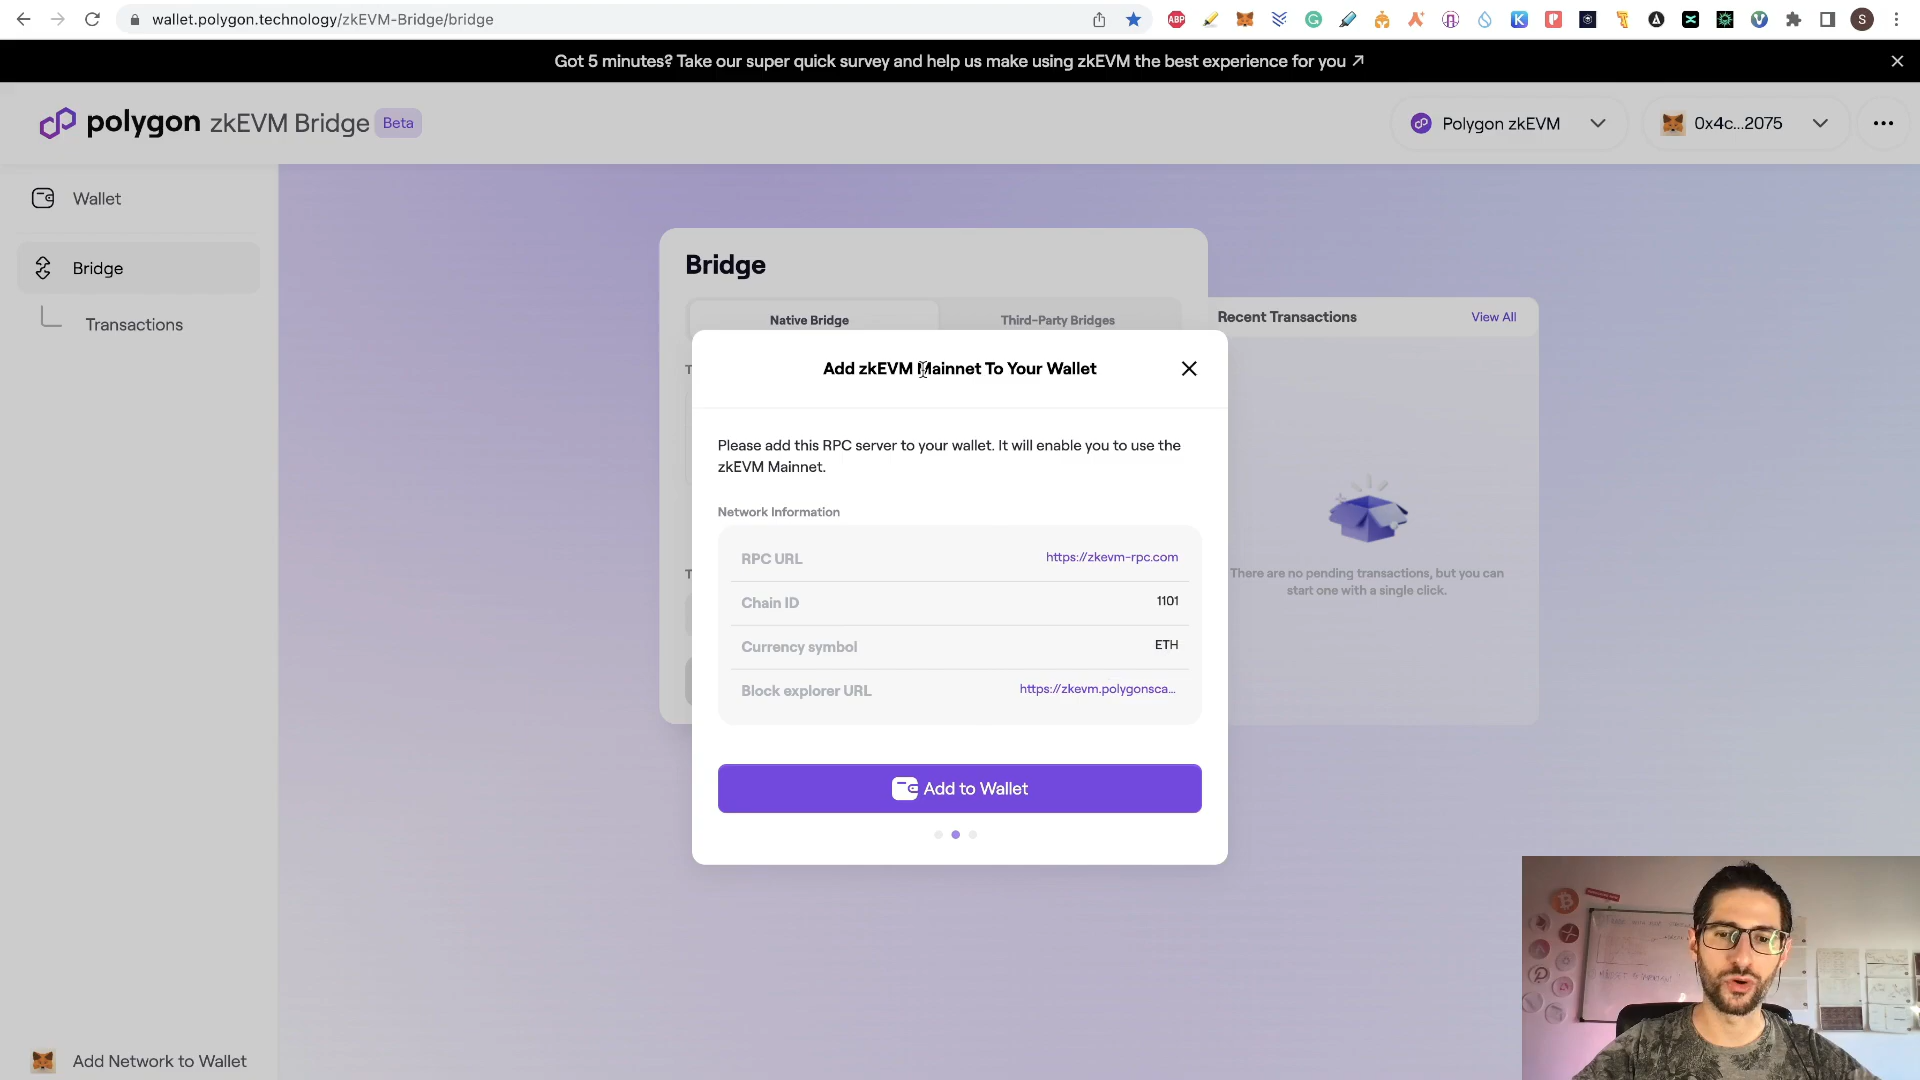 wallet.polygon.technology/zkEVM-Bridge/bridge
ABP
S
Got 5 minutes? Take our super quick survey and help us make using zkEVM the best experience for you ↗
polygon zkEVM Bridge Beta
Polygon zkEVM
0x4c...2075
Wallet
Bridge
Transactions
Bridge
Native Bridge
Third-Party Bridges
Recent Transactions
View All
Add zkEVM Mainnet To Your Wallet
Please add this RPC server to your wallet. It will enable you to use the
zkEVM Mainnet.
Network Information
RPC URL
https://zkevm-rpc.com
Chain ID
1101
Currency symbol
ETH
Block explorer URL
https://zkevm.polygonsca...
Add to Wallet
There are no pending transactions, but you can
start one with a single click.
Add Network to Wallet